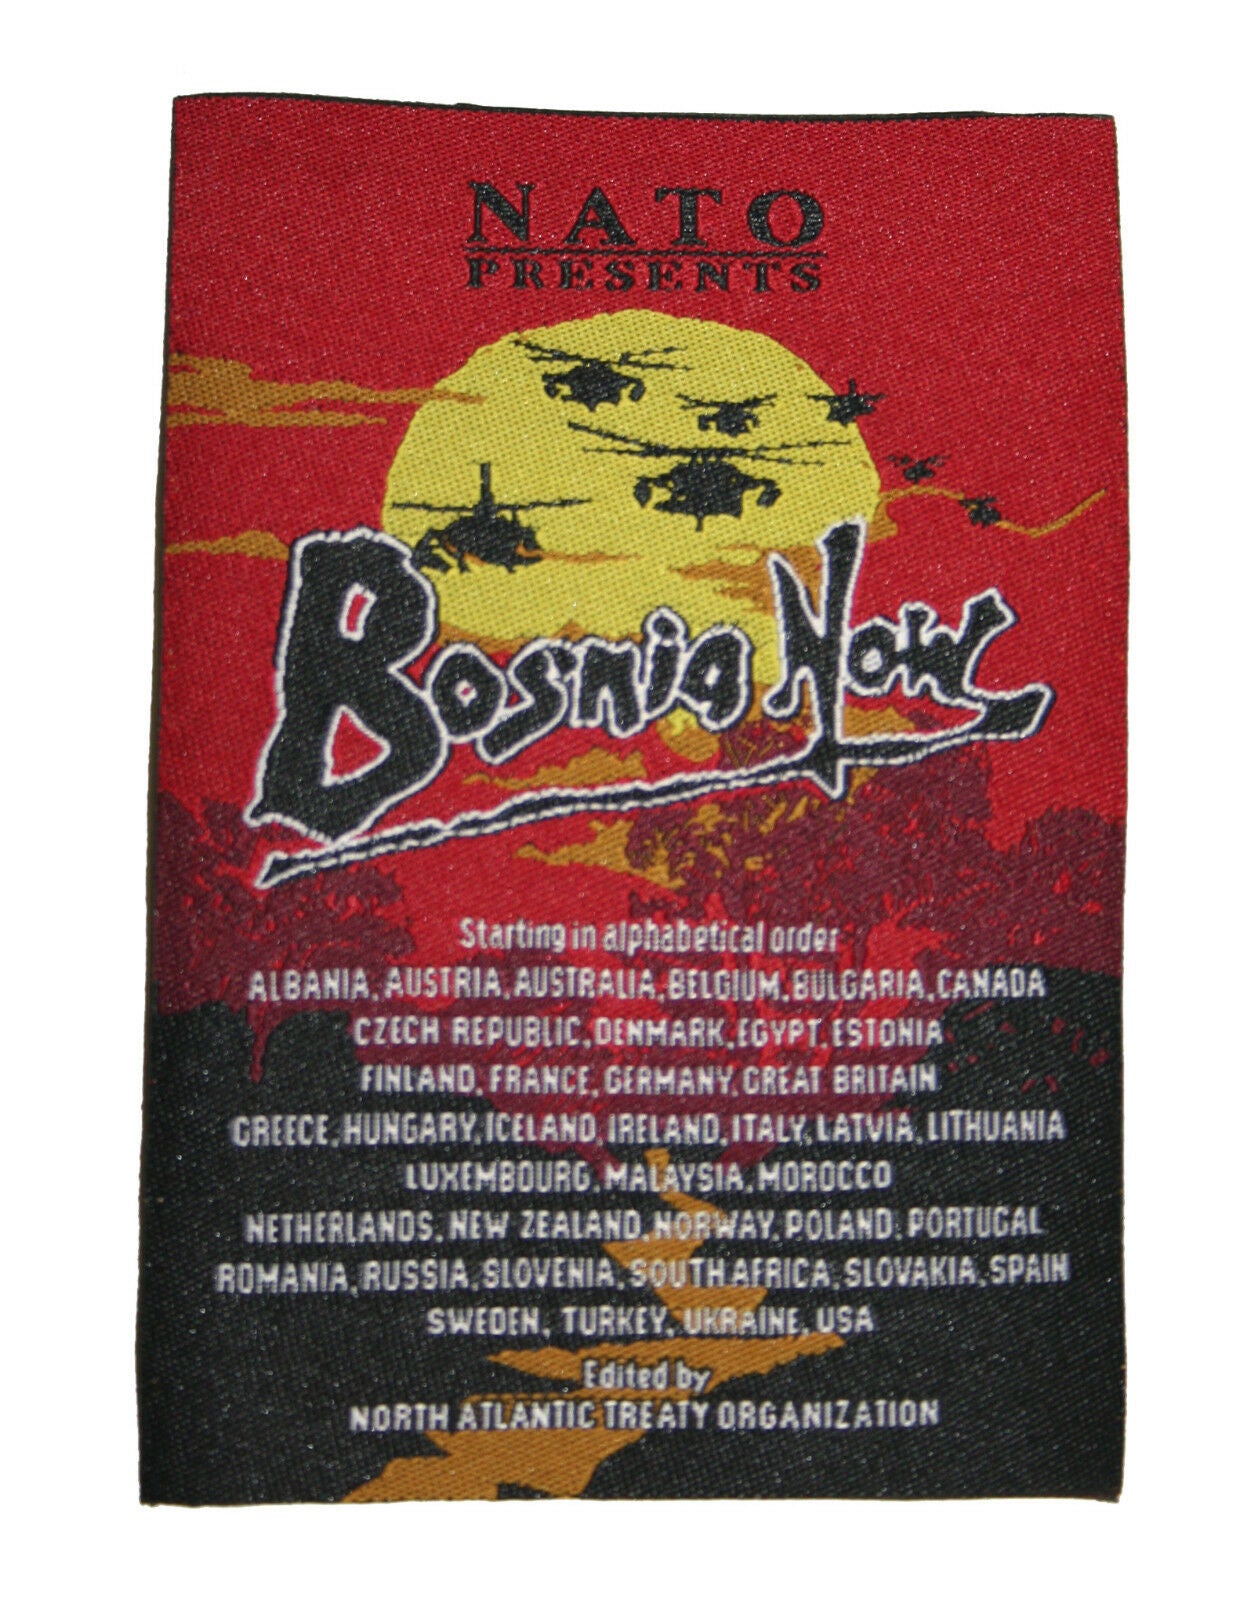 NATO
PRESENTS
Bosnia Now
Starting in alphabetical order
ALBANIA, AUSTRIA, AUSTRALIA, BELGIUM, BULGARIA, CANADA
CZECH REPUBLIC, DENMARK, EGYPT, ESTONIA
FINLAND, FRANCE, GERMANY, GREAT BRITAIN
GREECE, HUNGARY, ICELAND, IRELAND, ITALY, LATVIA, LITHUANIA
LUXEMBOURG, MALAYSIA, MOROCCO
NETHERLANDS, NEW ZEALAND, NORWAY, POLAND, PORTUGAL
ROMANIA, RUSSIA, SLOVENIA, SOUTH AFRICA, SLOVAKIA, SPAIN
SWEDEN, TURKEY, UKRAINE, USA
Edited by
NORTH ATLANTIC TREATY ORGANIZATION